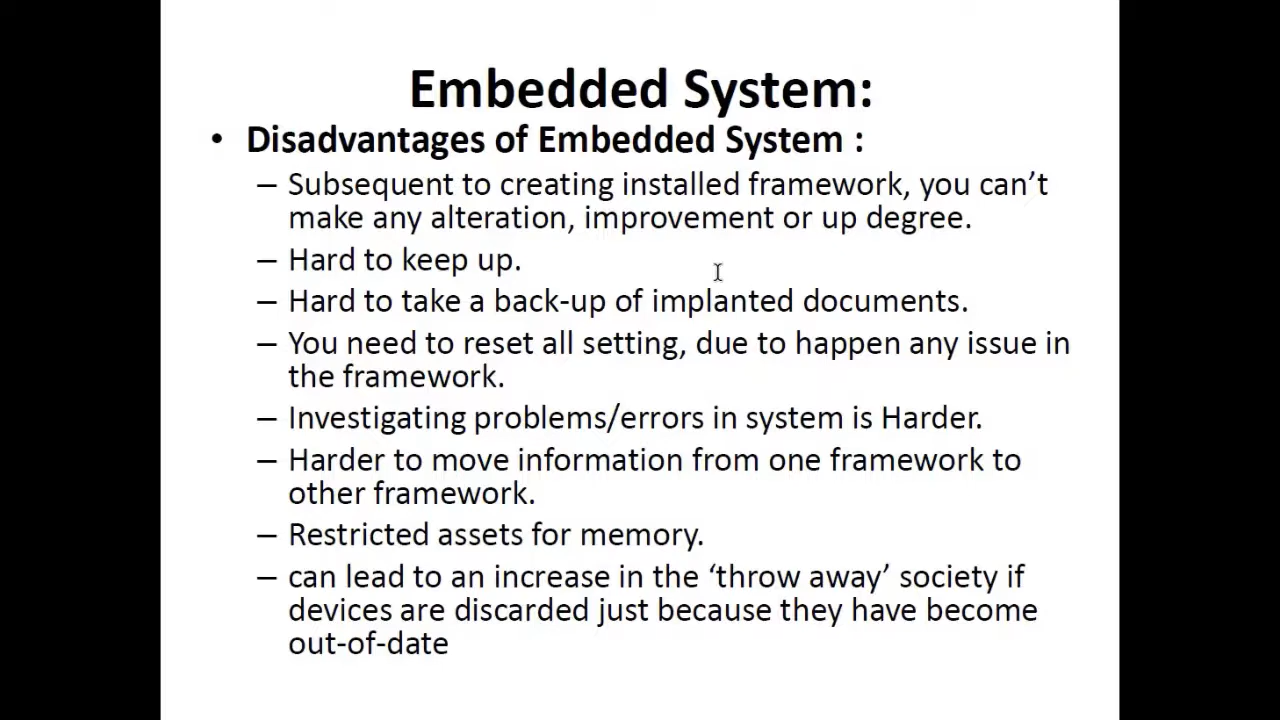 Embedded System:
• Disadvantages of Embedded System :
– Subsequent to creating installed framework, you can’t
make any alteration, improvement or up degree.
– Hard to keep up.
– Hard to take a back-up of implanted documents.
– You need to reset all setting, due to happen any issue in
the framework.
– Investigating problems/errors in system is Harder.
– Harder to move information from one framework to
other framework.
– Restricted assets for memory.
– can lead to an increase in the ‘throw away’ society if
devices are discarded just because they have become
out-of-date